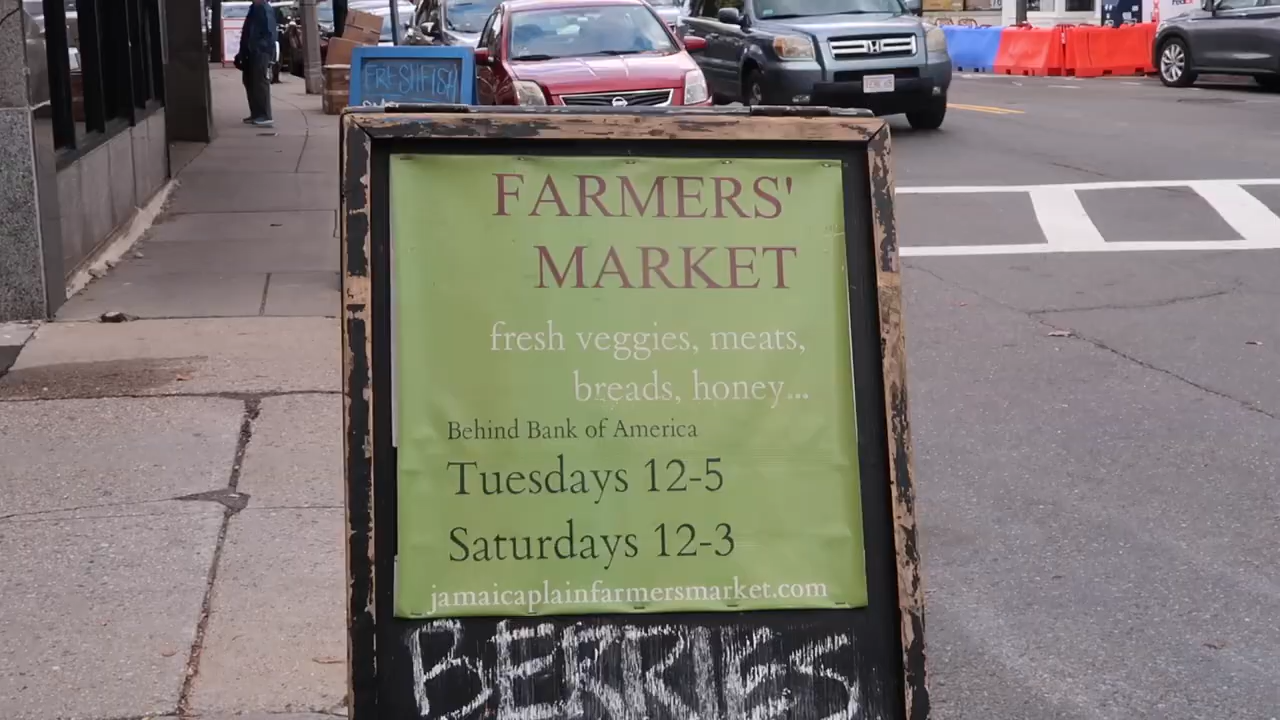 FRESH FISH
FARMERS'
MARKET
fresh veggies, meats,
breads, honey...
Behind Bank of America
Tuesdays 12-5
Saturdays 12-3
jamaicaplainfarmersmarket.com
BERRIES